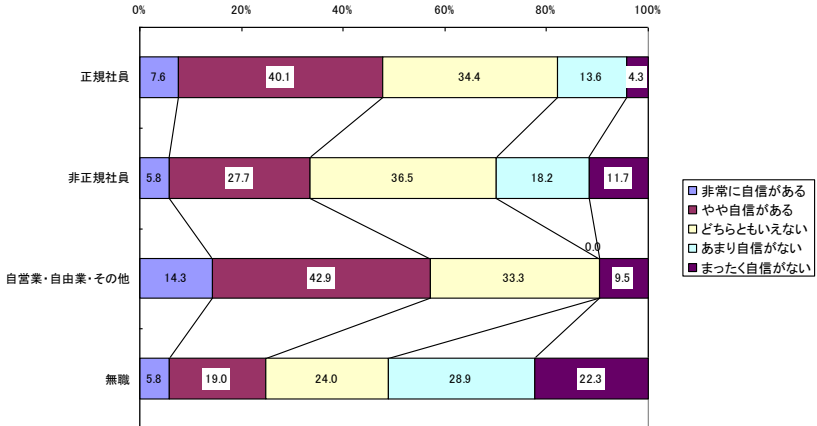 0% 20% 40% 60% 80% 100%
正規社員 7.6 40.1 34.4 13.6 4.3
非正規社員 5.8 27.7 36.5 18.2 11.7
0.0
自営業・自由業・その他 14.3 42.9 33.3 9.5
無職 5.8 19.0 24.0 28.9 22.3
非常に自信がある
やや自信がある
どちらともいえない
あまり自信がない
まったく自信がない